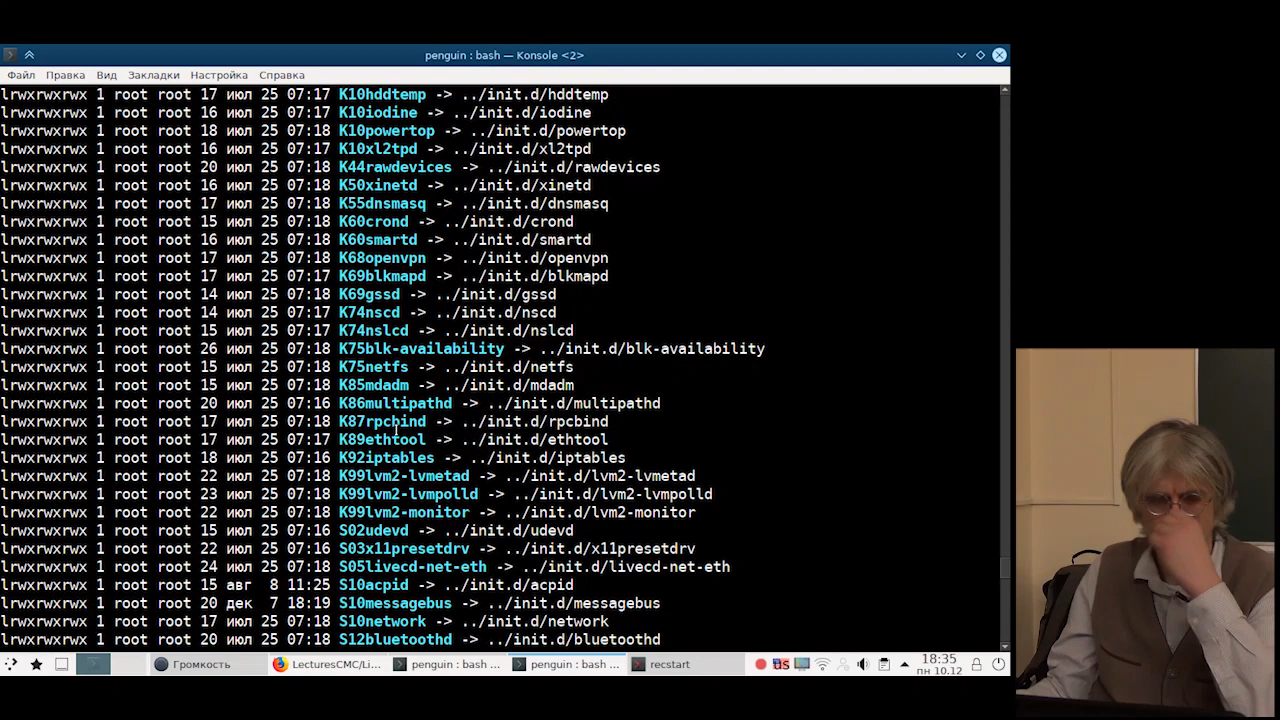 penguin : bash — Konsole <2>
Файл Правка Вид Закладки Настройка Справка
lrwxrwxrwx 1 root root 17 июл 25 07:17 K10hddtemp -> ../init.d/hddtemp
lrwxrwxrwx 1 root root 16 июл 25 07:17 K10iodine -> ../init.d/iodine
lrwxrwxrwx 1 root root 18 июл 25 07:17 K10powertop -> ../init.d/powertop
lrwxrwxrwx 1 root root 16 июл 25 07:17 K10xl2tpd -> ../init.d/xl2tpd
lrwxrwxrwx 1 root root 20 июл 25 07:18 K44rawdevices -> ../init.d/rawdevices
lrwxrwxrwx 1 root root 16 июл 25 07:18 K50xinetd -> ../init.d/xinetd
lrwxrwxrwx 1 root root 17 июл 25 07:18 K55dnsmasq -> ../init.d/dnsmasq
lrwxrwxrwx 1 root root 15 июл 25 07:18 K60crond -> ../init.d/crond
lrwxrwxrwx 1 root root 16 июл 25 07:18 K60smartd -> ../init.d/smartd
lrwxrwxrwx 1 root root 17 июл 25 07:18 K68openvpn -> ../init.d/openvpn
lrwxrwxrwx 1 root root 17 июл 25 07:18 K69blkmapd -> ../init.d/blkmapd
lrwxrwxrwx 1 root root 14 июл 25 07:18 K69gssd -> ../init.d/gssd
lrwxrwxrwx 1 root root 14 июл 25 07:17 K74nscd -> ../init.d/nscd
lrwxrwxrwx 1 root root 15 июл 25 07:17 K74nslcd -> ../init.d/nslcd
lrwxrwxrwx 1 root root 26 июл 25 07:18 K75blk-availability -> ../init.d/blk-availability
lrwxrwxrwx 1 root root 15 июл 25 07:17 K75netfs -> ../init.d/netfs
lrwxrwxrwx 1 root root 15 июл 25 07:18 K85mdadm -> ../init.d/mdadm
lrwxrwxrwx 1 root root 20 июл 25 07:16 K86multipathd -> ../init.d/multipathd
lrwxrwxrwx 1 root root 17 июл 25 07:18 K87rpcbind -> ../init.d/rpcbind
lrwxrwxrwx 1 root root 17 июл 25 07:17 K89ethtool -> ../init.d/ethtool
lrwxrwxrwx 1 root root 18 июл 25 07:16 K92iptables -> ../init.d/iptables
lrwxrwxrwx 1 root root 22 июл 25 07:18 K99lvm2-lvmetad -> ../init.d/lvm2-lvmetad
lrwxrwxrwx 1 root root 23 июл 25 07:18 K99lvm2-lvmpolld -> ../init.d/lvm2-lvmpolld
lrwxrwxrwx 1 root root 22 июл 25 07:18 K99lvm2-monitor -> ../init.d/lvm2-monitor
lrwxrwxrwx 1 root root 15 июл 25 07:16 S02udevd -> ../init.d/udevd
lrwxrwxrwx 1 root root 22 июл 25 07:16 S03x11presetdrv -> ../init.d/x11presetdrv
lrwxrwxrwx 1 root root 24 июл 25 07:18 S05livecd-net-eth -> ../init.d/livecd-net-eth
lrwxrwxrwx 1 root root 15 авг  8 11:25 S10acpid -> ../init.d/acpid
lrwxrwxrwx 1 root root 20 дек  7 18:19 S10messagebus -> ../init.d/messagebus
lrwxrwxrwx 1 root root 17 июл 25 07:18 S10network -> ../init.d/network
lrwxrwxrwx 1 root root 20 июл 25 07:18 S12bluetoothd -> ../init.d/bluetoothd
Громкость LecturesCMC/Li... penguin : bash ... penguin : bash ... recstart US 18:35
пн 10.12